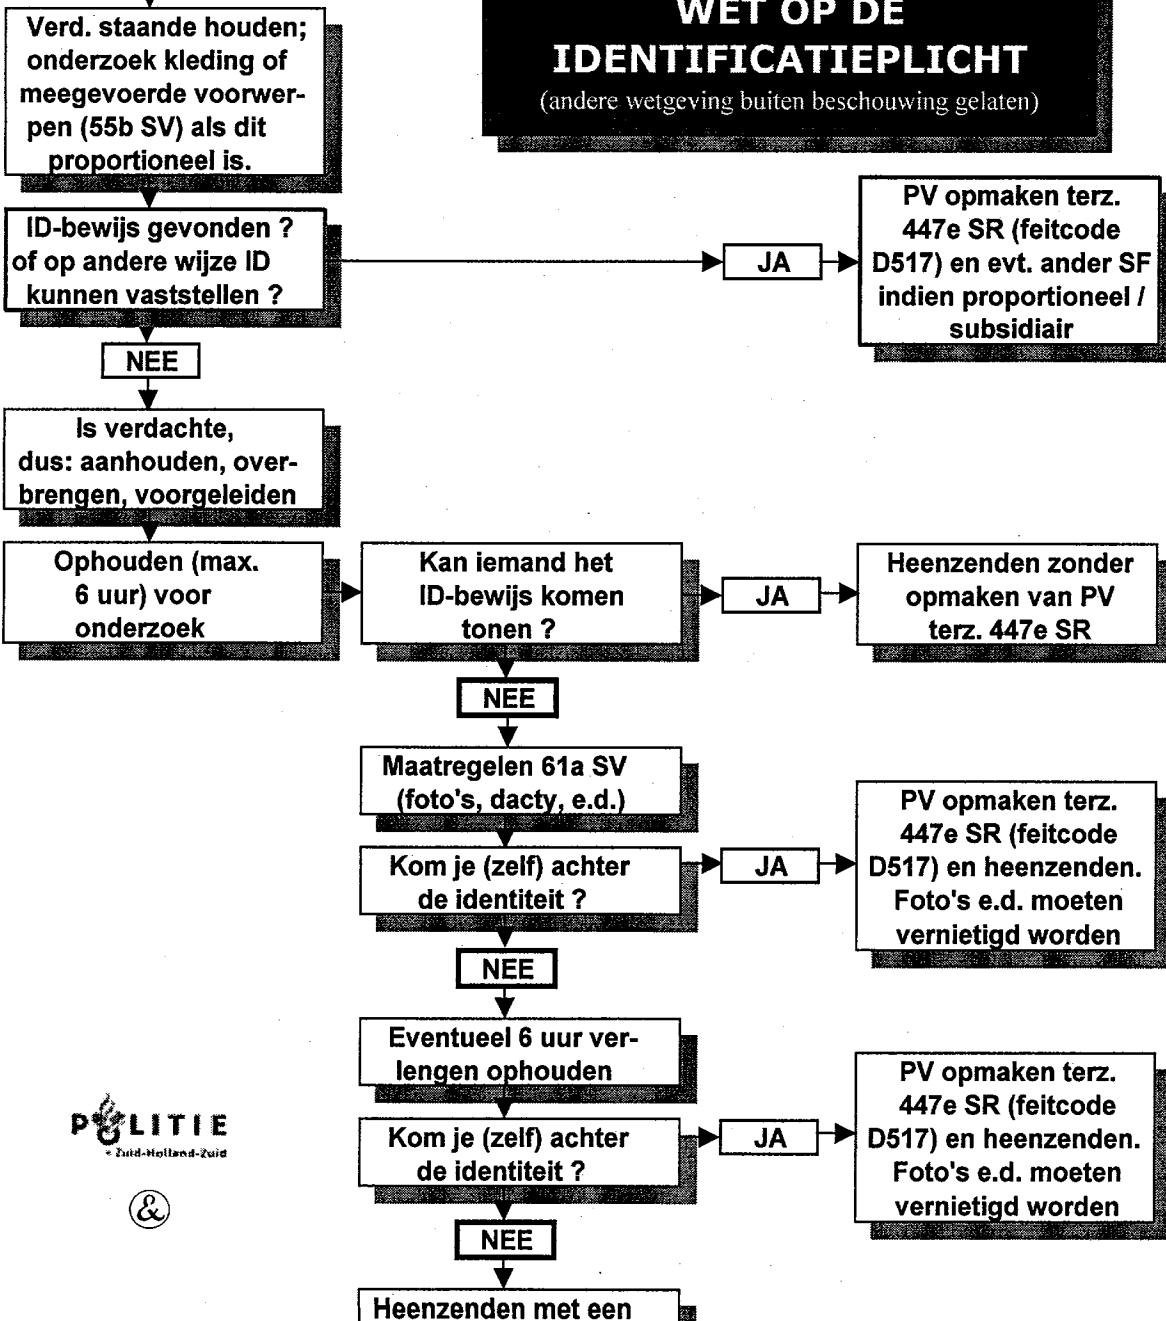 WET OP DE
IDENTIFICATIEPLICHT
(andere wetgeving buiten beschouwing gelaten)
Verd. staande houden;
onderzoek kleding of
meegevoerde voorwer-
pen (55b SV) als dit
proportioneel is.
ID-bewijs gevonden ?
of op andere wijze ID
kunnen vaststellen ?
JA
PV opmaken terz.
447e SR (feitcode
D517) en evt. ander SF
indien proportioneel /
subsidiair
NEE
Is verdachte,
dus: aanhouden, over-
brengen, voorgeleiden
Ophouden (max.
6 uur) voor
onderzoek
Kan iemand het
ID-bewijs komen
tonen ?
JA
Heenzenden zonder
opmaken van PV
terz. 447e SR
NEE
Maatregelen 61a SV
(foto's, dacty, e.d.)
Kom je (zelf) achter
de identiteit ?
JA
PV opmaken terz.
447e SR (feitcode
D517) en heenzenden.
Foto's e.d. moeten
vernietigd worden
NEE
Eventueel 6 uur ver-
lengen ophouden
Kom je (zelf) achter
de identiteit ?
JA
PV opmaken terz.
447e SR (feitcode
D517) en heenzenden.
Foto's e.d. moeten
vernietigd worden
NEE
Heenzenden met een
POLITIE
Zuid-Holland-Zuid
&